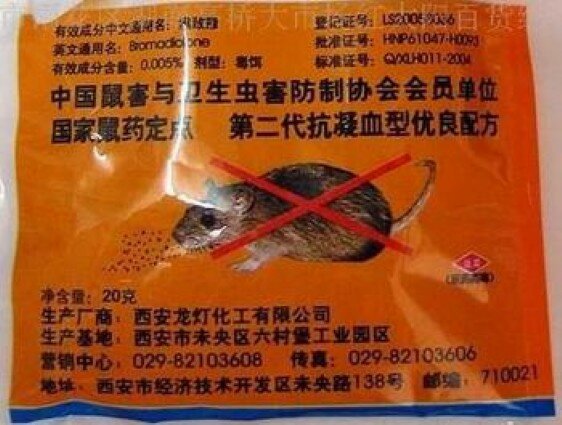 有效成分中文通用名：溴敌隆 登记证号：LS20053036
英文通用名：Bromadiolone 批准证号：HNP61047-H0093
有效成分含量：0.005% 剂型：毒饵 标准证号：Q/XLH011-2004
中国鼠害与卫生虫害防制协会会员单位
国家鼠药定点 第二代抗凝血型优良配方
净含量：20克
生产厂商：西安龙灯化工有限公司
生产基地：西安市未央区六村堡工业园区
营销中心：029-82103608 传真：029-82103606
地址：西安市经济技术开发区未央路138号 邮编：710021